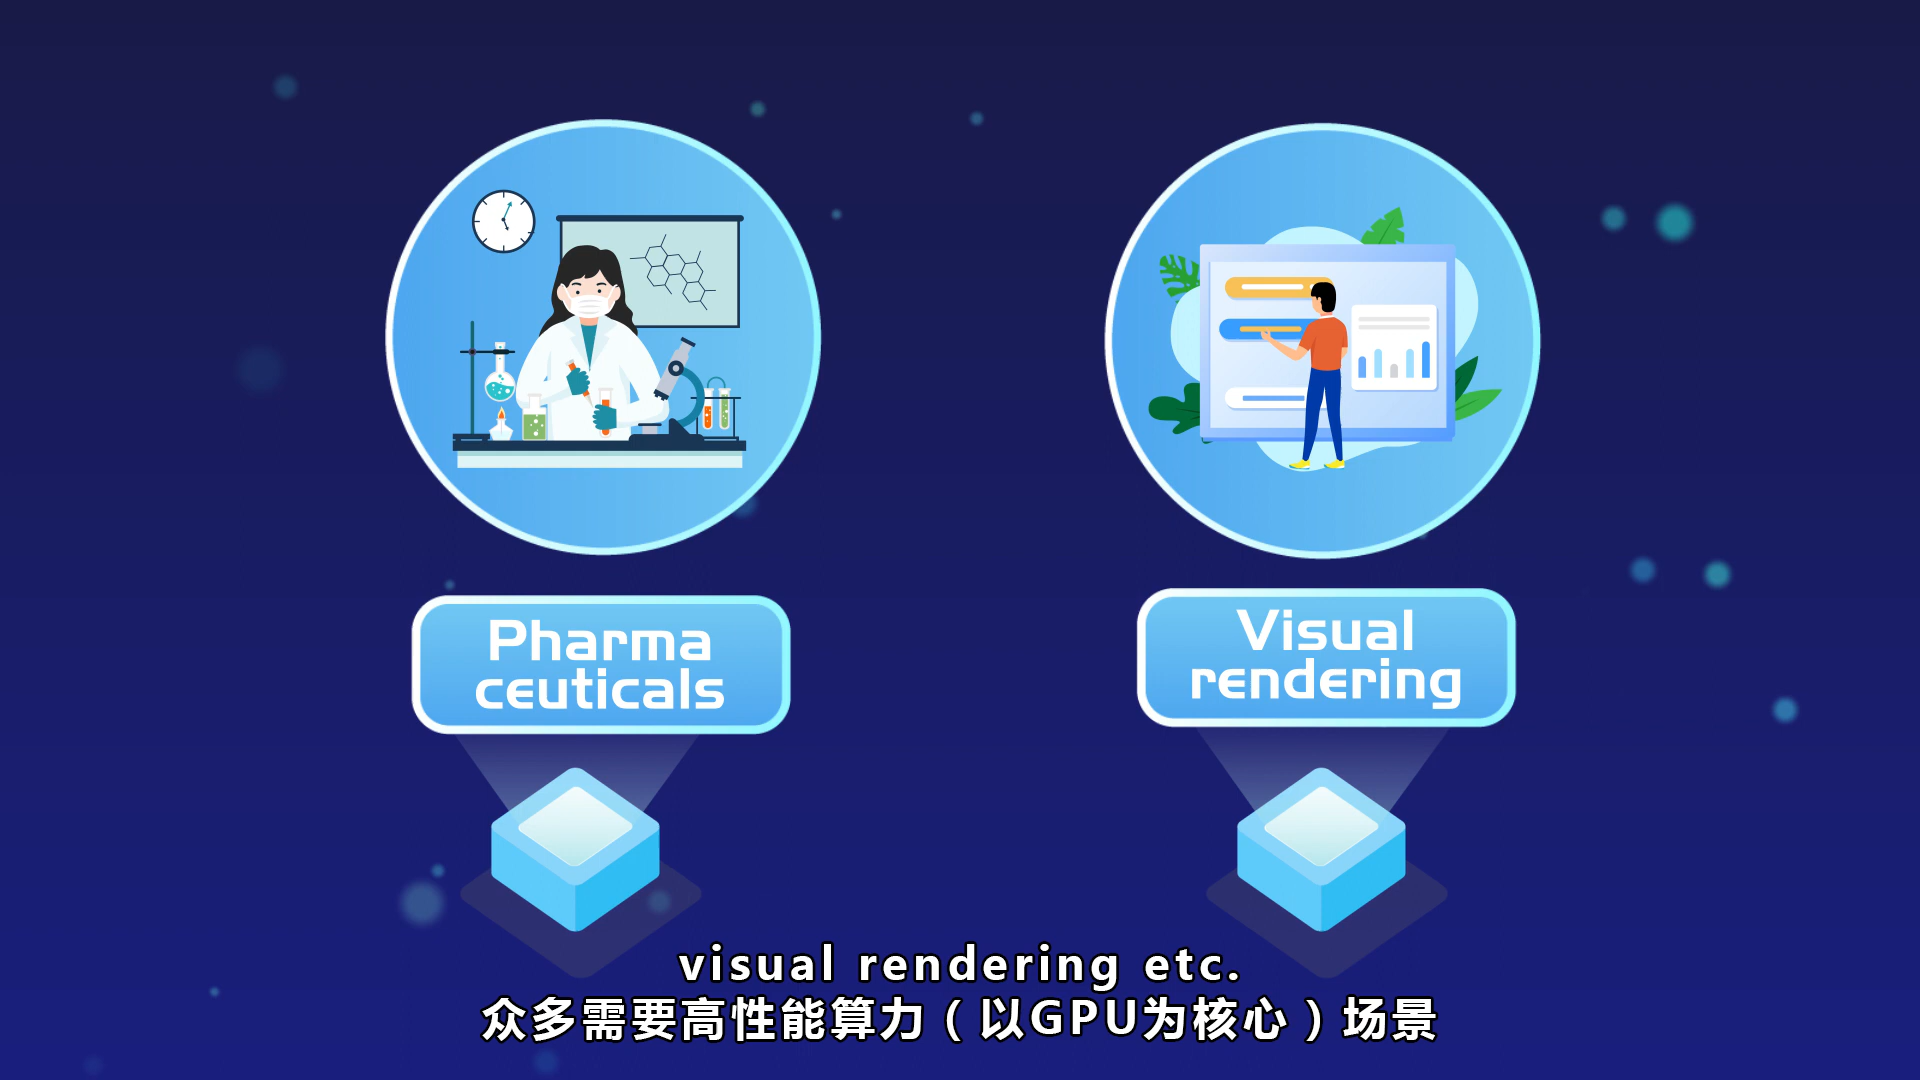 Pharma
ceuticals
Visual
rendering
visual rendering etc.
众多需要高性能算力（以GPU为核心）场景